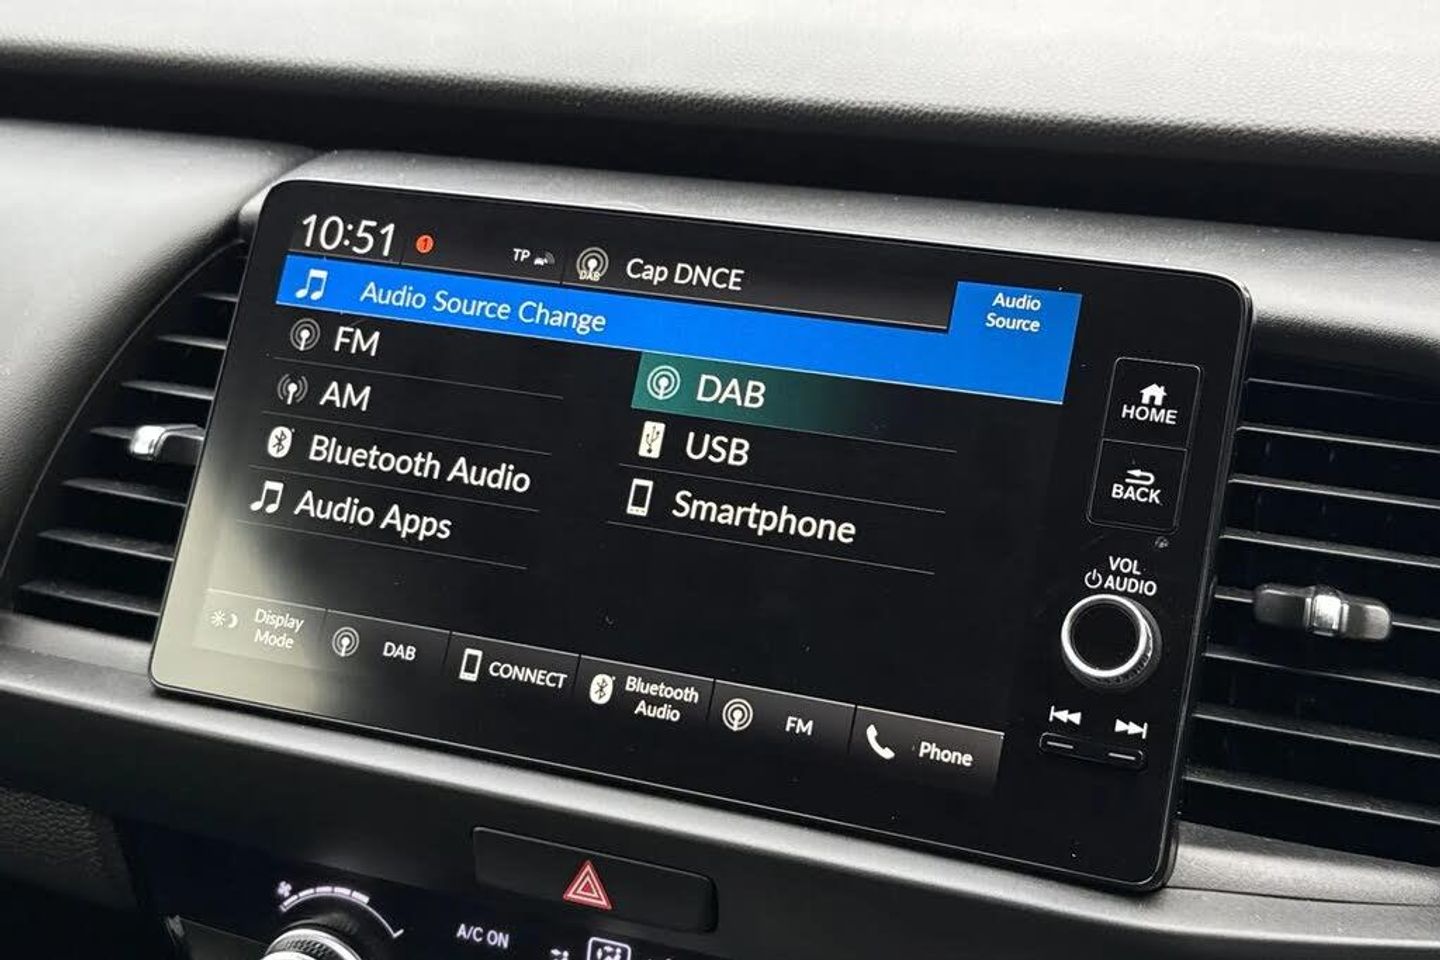 10:51
1
TP
DAB
Cap DNCE
Audio Source Change
Audio
Source
FM
DAB
AM
USB
Bluetooth Audio
Smartphone
Audio Apps
HOME
BACK
VOL
AUDIO
Display
Mode
DAB
CONNECT
Bluetooth
Audio
FM
Phone
A/C ON